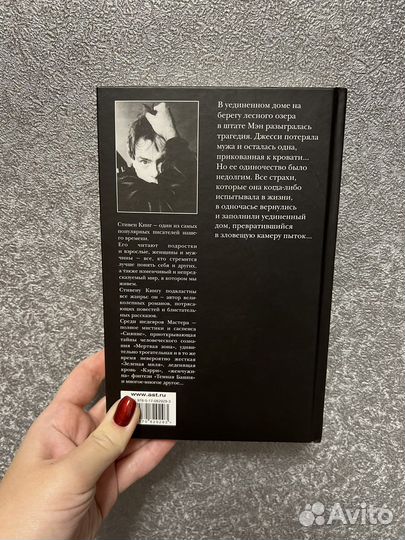 В уединенном доме на
берегу лесного озера
в штате Мэн разыгралась
трагедия. Джесси потеряла
мужа и осталась одна,
прикованная к кровати...
Но ее одиночество было
недолгим. Все страхи,
которые она когда-либо
испытывала в жизни,
в одночасье вернулись
и заполнили уединенный
дом, превратившийся
в зловещую камеру пыток...
Стивен Кинг – один из самых
популярных писателей наше-
го времени.
Его читают подростки
и взрослые, женщины и муж-
чины – все, кто стремится
лучше понять себя и других,
а также изменчивый и непред-
сказуемый мир, в котором мы
живем.
Стивену Кингу подвластны
все жанры: он – автор вели-
колепных романов, потряса-
ющих повестей и блистатель-
ных рассказов.
Среди шедевров Мастера –
полное мистики и саспенса
«Сияние», приоткрывающая
тайны человеческого созна-
ния «Мертвая зона», удиви-
тельно трогательная и в то же
время невероятно жесткая
«Зеленая миля», леденящая
кровь «Кэрри», «жемчужи-
на» фэнтези «Темная Башня»
и многое-многое другое...
www.ast.ru
Avito